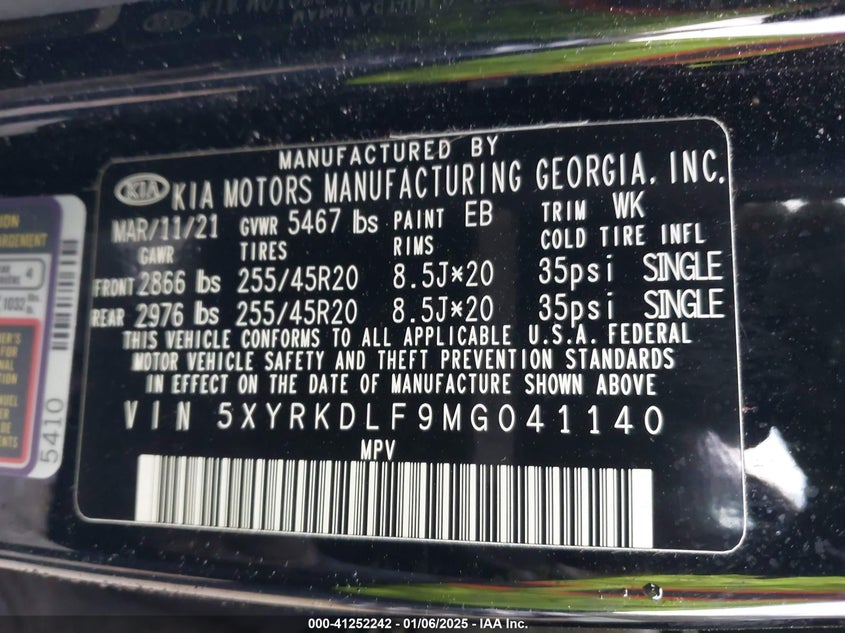 MANUFACTURED BY
KIA KIA MOTORS MANUFACTURING GEORGIA, INC.
MAR/11/21 GVWR 5467 lbs PAINT EB TRIM WK
GAWR TIRES RIMS COLD TIRE INFL
FRONT 2866 lbs 255/45R20 8.5J*20 35psi SINGLE
REAR 2976 lbs 255/45R20 8.5J*20 35psi SINGLE
THIS VEHICLE CONFORMS TO ALL APPLICABLE U.S.A. FEDERAL
MOTOR VEHICLE SAFETY AND THEFT PREVENTION STANDARDS
IN EFFECT ON THE DATE OF MANUFACTURE SHOWN ABOVE
VIN 5XYRKDLF9MG041140
MPV
4
1032
5410
000-41252242 - 01/06/2025 - IAA Inc.